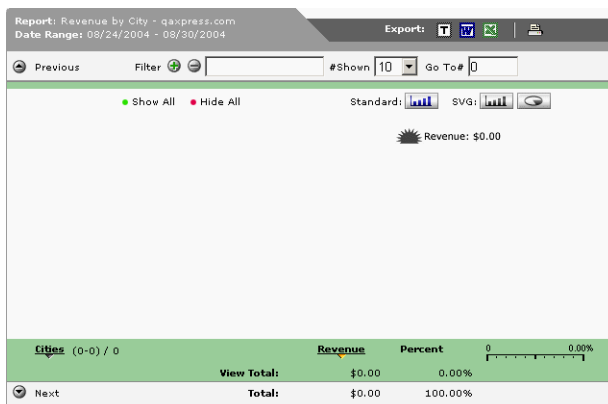 Report: Revenue by City - qaxpress.com
Date Range: 08/24/2004 - 08/30/2004
Export: T W X
Previous Filter #Shown 10 Go To# 0
Show All Hide All Standard: SVG:
Revenue: $0.00
Cities (0-0) / 0 Revenue Percent 0 0.00%
View Total: $0.00 0.00%
Next Total: $0.00 100.00%